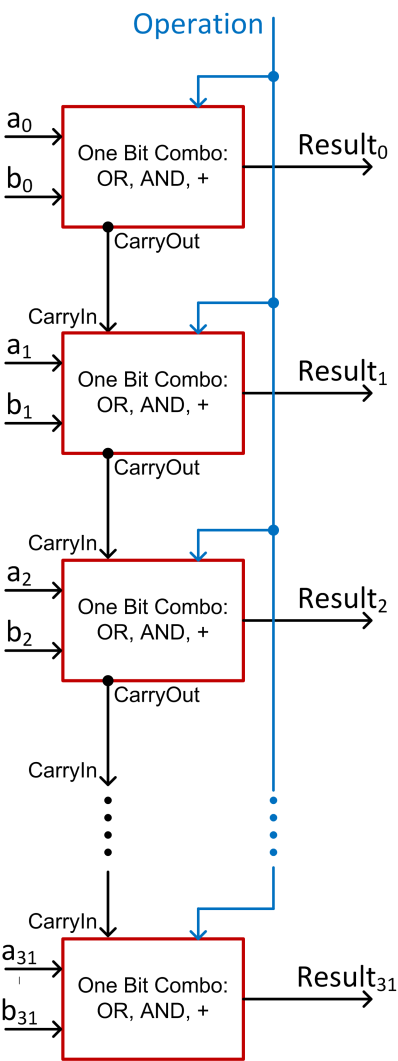 Operation
a0
b0
One Bit Combo:
OR, AND, +
Result0
CarryOut
CarryIn
a1
b1
One Bit Combo:
OR, AND, +
Result1
CarryOut
CarryIn
a2
b2
One Bit Combo:
OR, AND, +
Result2
CarryOut
CarryIn
CarryIn
a31
b31
One Bit Combo:
OR, AND, +
Result31